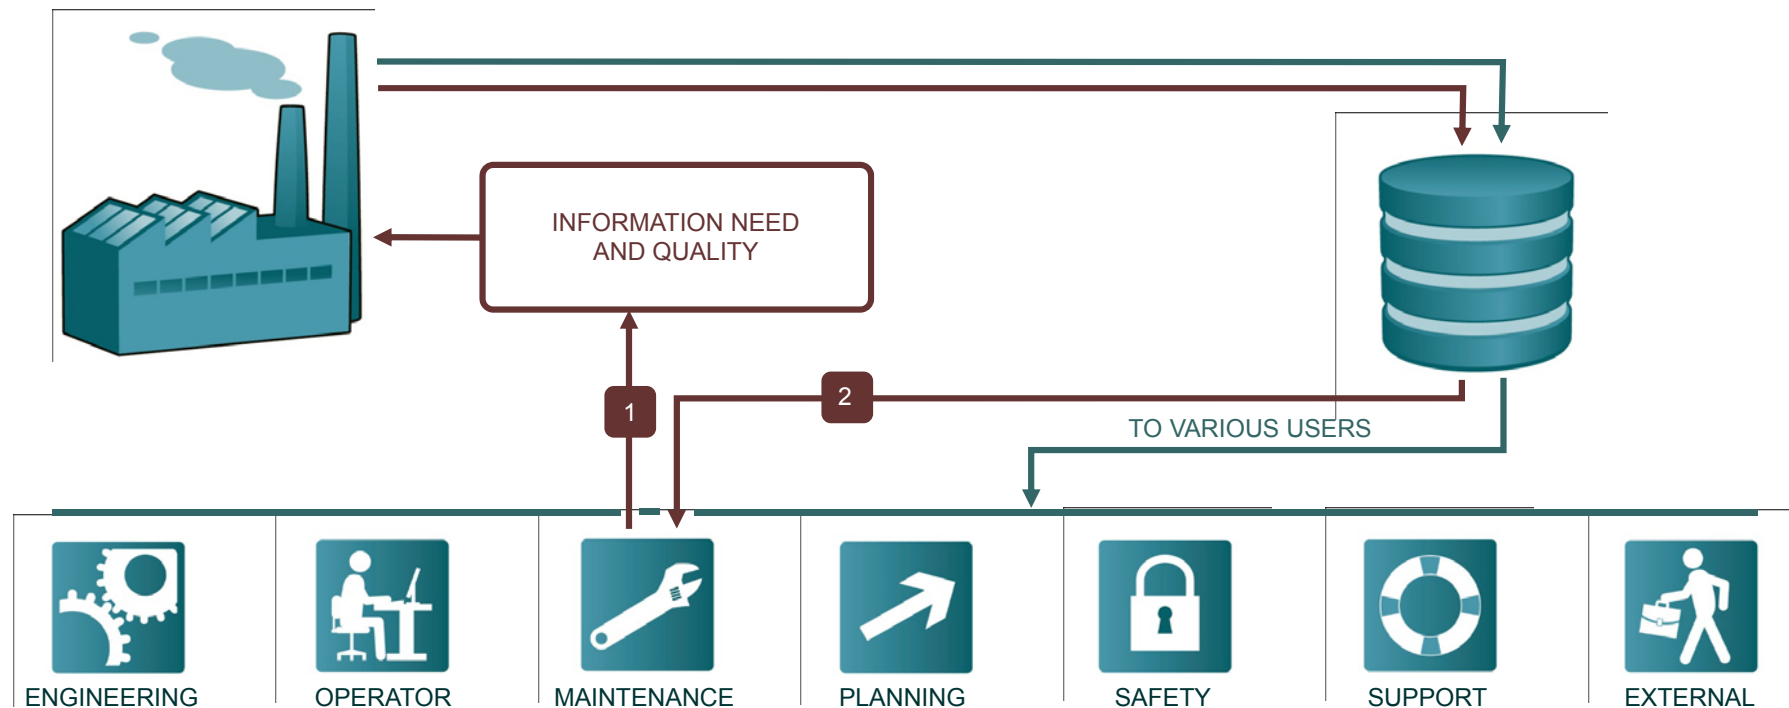 INFORMATION NEED
AND QUALITY
1
2
TO VARIOUS USERS
ENGINEERING
OPERATOR
MAINTENANCE
PLANNING
SAFETY
SUPPORT
EXTERNAL